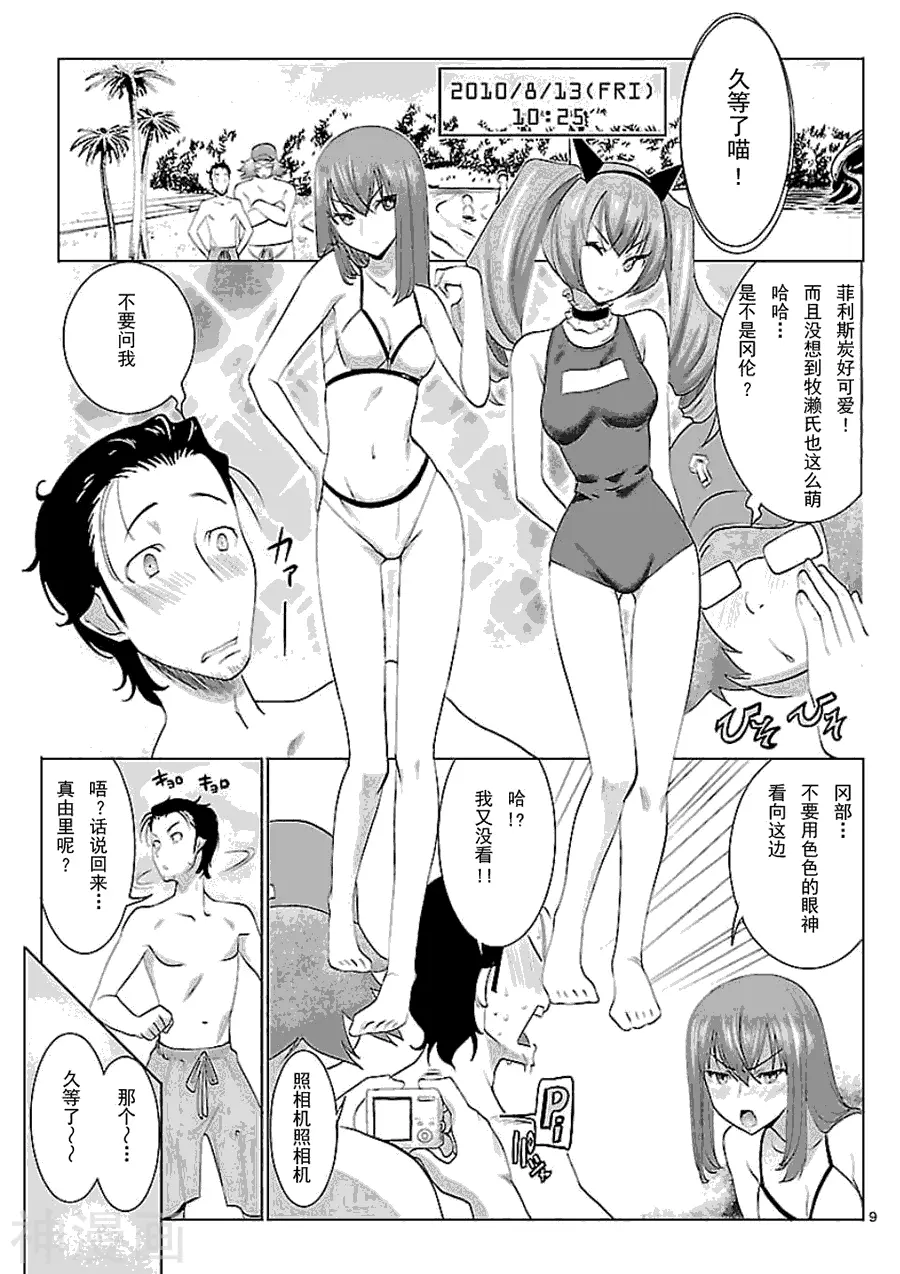 2010/8/13(FRI)
10:25
久等了喵！
菲利斯炭好可爱！
而且没想到牧濑氏也这么萌
哈哈…
是不是冈伦？
不要问我
カァー
ひそ
ひそ
冈部…
不要用色色的眼神
看向这边
哈!?
我又没看!!
照相机照相机
Pi
キョロ
キョロ
唔？话说回来…
真由里呢？
那个〜…
久等了〜
9
神漫画